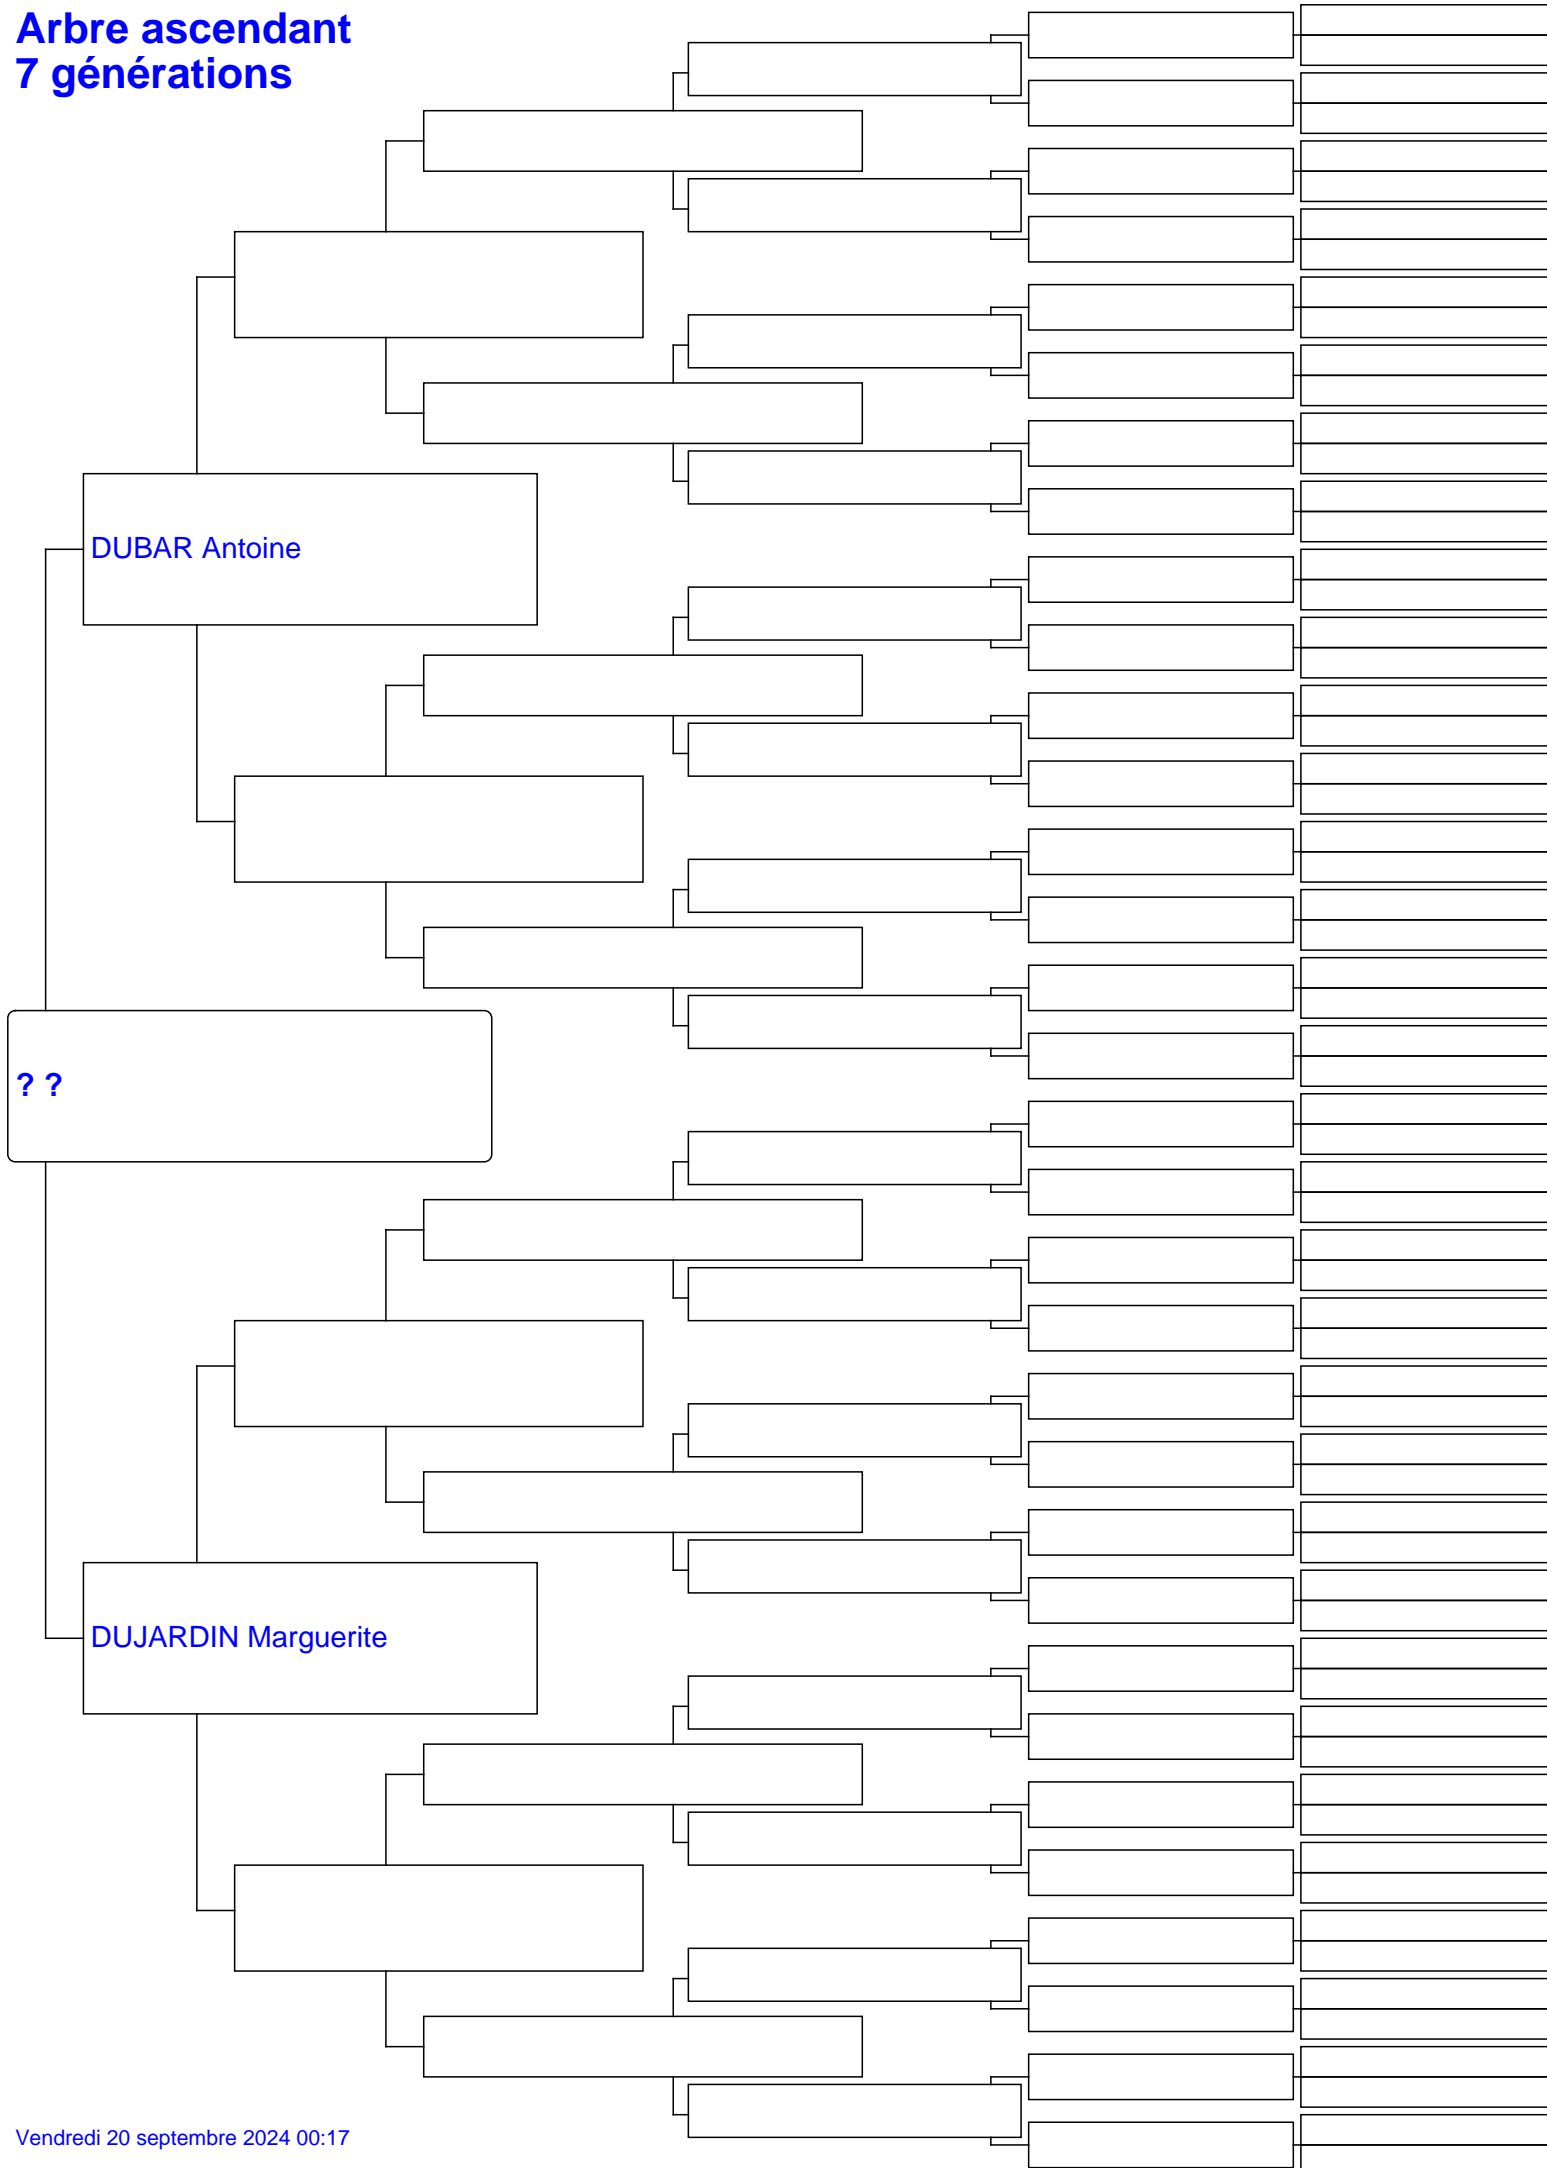 Arbre ascendant
7 générations
DUBAR Antoine
? ?
DUJARDIN Marguerite
Vendredi 20 septembre 2024 00:17